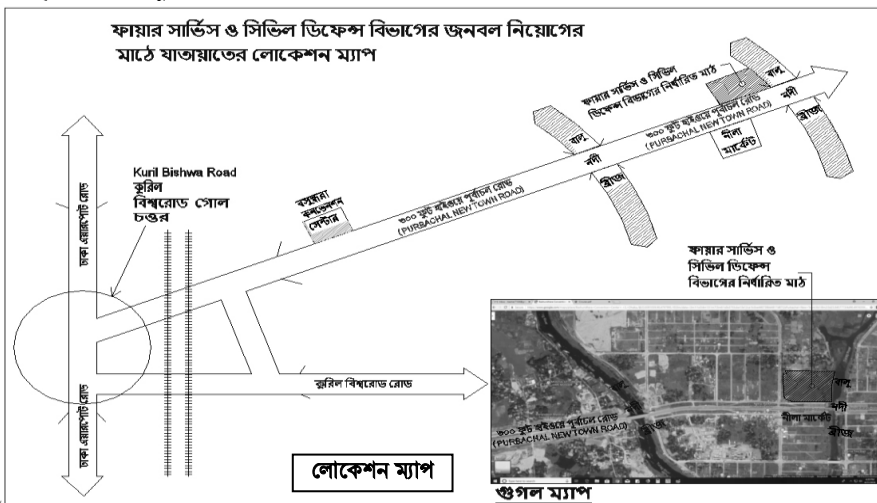 ফায়ার সার্ভিস ও সিভিল ডিফেন্স বিভাগের জনবল নিয়োগের
মাঠে যাতায়াতের লোকেশন ম্যাপ
ফায়ার সার্ভিস ও সিভিল
ডিফেন্স বিভাগের নির্ধারিত মাঠ
বালু
নদী
ব্রীজ
৩০০ ফুট হাইওয়ে পূর্বাচল রোড
(PURBACHAL NEW TOWN ROAD)
নীলা
মার্কেট
বালু
নদী
ব্রীজ
Kuril Bishwa Road
কুরিল
বিশ্বরোড গোল
চত্তর
ঢাকা এয়ারপোর্ট রোড
বসুন্ধরা
কনভেনশন
সেন্টার
৩০০ ফুট হাইওয়ে পূর্বাচল রোড
(PURBACHAL NEW TOWN ROAD)
ফায়ার সার্ভিস ও
সিভিল ডিফেন্স
বিভাগের নির্ধারিত মাঠ
ঢাকা এয়ারপোর্ট রোড
কুরিল বিশ্বরোড রোড
বালু
নদী
ব্রীজ
৩০০ ফুট হাইওয়ে পূর্বাচল রোড
(PURBACHAL NEW TOWN ROAD)
বালু
নদী
নীলা মার্কেট
ব্রীজ
লোকেশন ম্যাপ
গুগল ম্যাপ